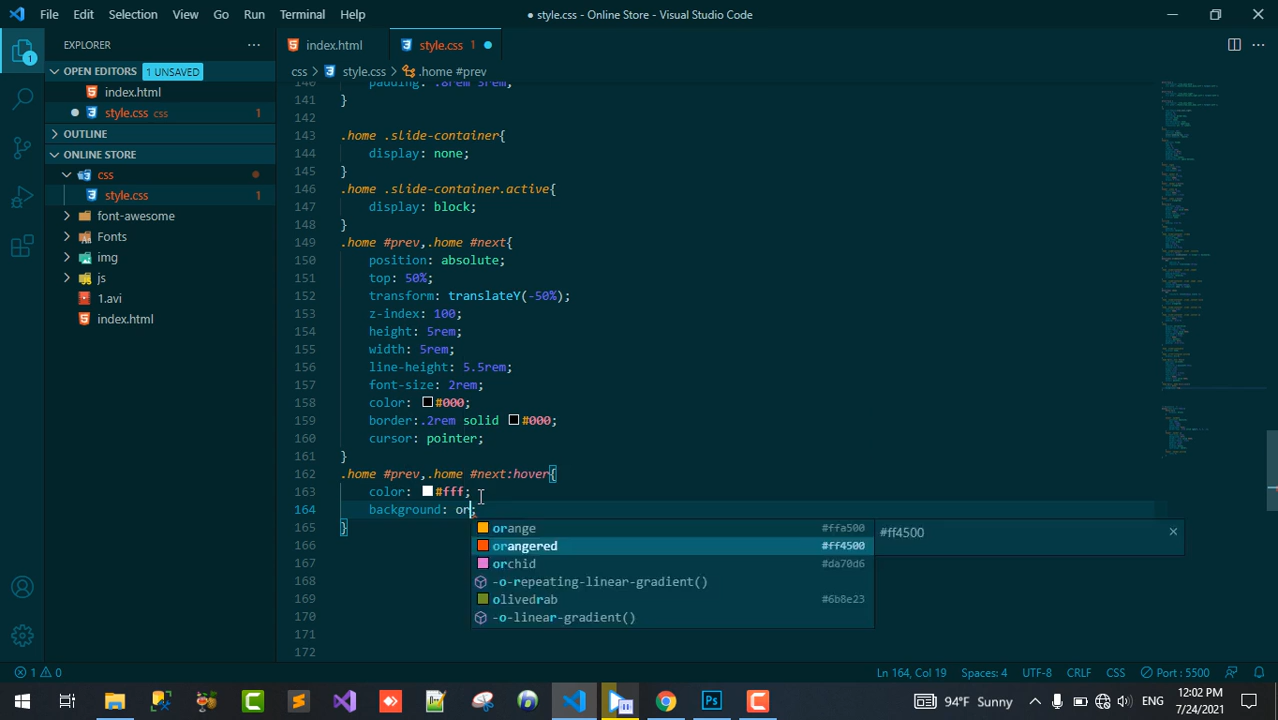 File Edit Selection View Go Run Terminal Help
● style.css - Online Store - Visual Studio Code
EXPLORER ···
index.html
style.css 1 ●
OPEN EDITORS 1 UNSAVED
css > style.css > .home #prev
index.html
● style.css css 1
OUTLINE
ONLINE STORE
css
style.css 1
font-awesome
Fonts
img
js
1.avi
index.html
140 padding: .8rem 3rem;
141 }
142
143 .home .slide-container{
144 display: none;
145 }
146 .home .slide-container.active{
147 display: block;
148 }
149 .home #prev,.home #next{
150 position: absolute;
151 top: 50%;
152 transform: translateY(-50%);
153 z-index: 100;
154 height: 5rem;
155 width: 5rem;
156 line-height: 5.5rem;
157 font-size: 2rem;
158 color: #000;
159 border:.2rem solid #000;
160 cursor: pointer;
161 }
162 .home #prev,.home #next:hover{
163 color: #fff;
164 background: or;
165 }
166
167
168
169
170
171
172
orange #ffa500
orangered #ff4500
orchid #da70d6
-o-repeating-linear-gradient()
olivedrab #6b8e23
-o-linear-gradient()
#ff4500
1 0
Ln 164, Col 19 Spaces: 4 UTF-8 CRLF CSS Port : 5500
94°F Sunny ENG 12:02 PM
7/24/2021